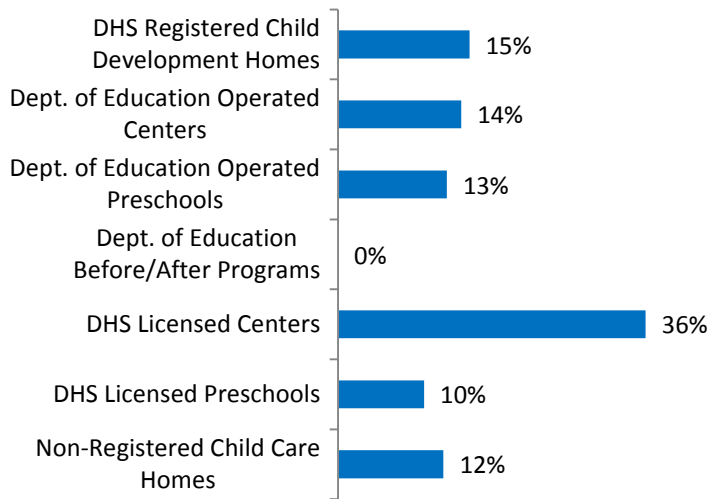 DHS Registered Child
Development Homes
15%
Dept. of Education Operated
Centers
14%
Dept. of Education Operated
Preschools
13%
Dept. of Education
Before/After Programs
0%
DHS Licensed Centers
36%
DHS Licensed Preschools
10%
Non-Registered Child Care
Homes
12%